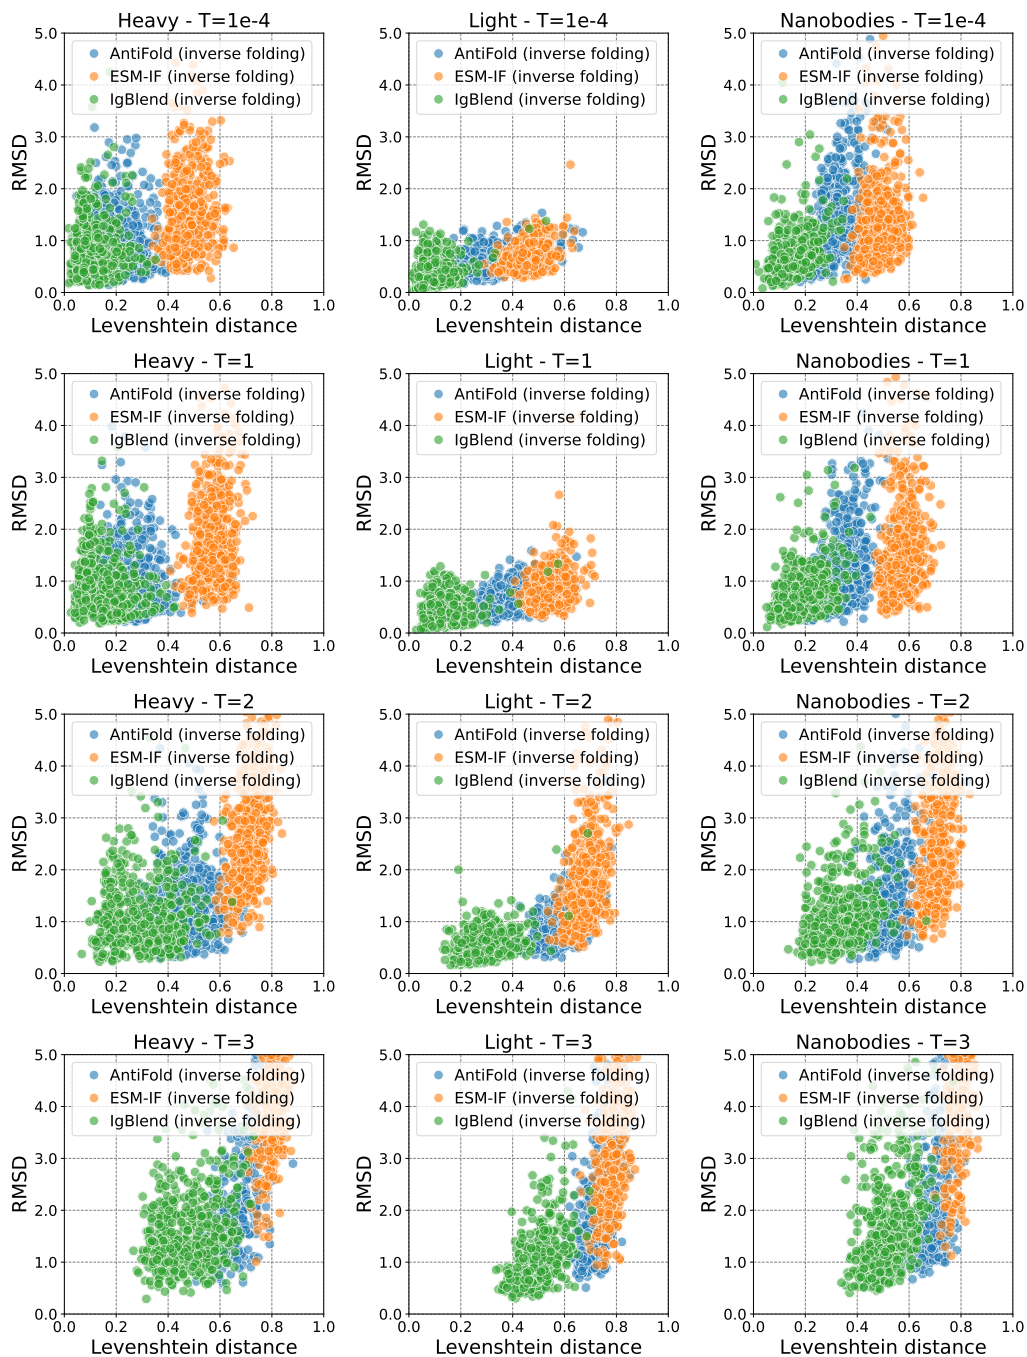 Heavy - T=1e-4
5.0
4.0
3.0
2.0
1.0
0.0
RMSD
AntiFold (inverse folding)
ESM-IF (inverse folding)
IgBlend (inverse folding)
0.0 0.2 0.4 0.6 0.8 1.0
Levenshtein distance
Light - T=1e-4
5.0
4.0
3.0
2.0
1.0
0.0
RMSD
AntiFold (inverse folding)
ESM-IF (inverse folding)
IgBlend (inverse folding)
0.0 0.2 0.4 0.6 0.8 1.0
Levenshtein distance
Nanobodies - T=1e-4
5.0
4.0
3.0
2.0
1.0
0.0
RMSD
AntiFold (inverse folding)
ESM-IF (inverse folding)
IgBlend (inverse folding)
0.0 0.2 0.4 0.6 0.8 1.0
Levenshtein distance
Heavy - T=1
5.0
4.0
3.0
2.0
1.0
0.0
RMSD
AntiFold (inverse folding)
ESM-IF (inverse folding)
IgBlend (inverse folding)
0.0 0.2 0.4 0.6 0.8 1.0
Levenshtein distance
Light - T=1
5.0
4.0
3.0
2.0
1.0
0.0
RMSD
AntiFold (inverse folding)
ESM-IF (inverse folding)
IgBlend (inverse folding)
0.0 0.2 0.4 0.6 0.8 1.0
Levenshtein distance
Nanobodies - T=1
5.0
4.0
3.0
2.0
1.0
0.0
RMSD
AntiFold (inverse folding)
ESM-IF (inverse folding)
IgBlend (inverse folding)
0.0 0.2 0.4 0.6 0.8 1.0
Levenshtein distance
Heavy - T=2
5.0
4.0
3.0
2.0
1.0
0.0
RMSD
AntiFold (inverse folding)
ESM-IF (inverse folding)
IgBlend (inverse folding)
0.0 0.2 0.4 0.6 0.8 1.0
Levenshtein distance
Light - T=2
5.0
4.0
3.0
2.0
1.0
0.0
RMSD
AntiFold (inverse folding)
ESM-IF (inverse folding)
IgBlend (inverse folding)
0.0 0.2 0.4 0.6 0.8 1.0
Levenshtein distance
Nanobodies - T=2
5.0
4.0
3.0
2.0
1.0
0.0
RMSD
AntiFold (inverse folding)
ESM-IF (inverse folding)
IgBlend (inverse folding)
0.0 0.2 0.4 0.6 0.8 1.0
Levenshtein distance
Heavy - T=3
5.0
4.0
3.0
2.0
1.0
0.0
RMSD
AntiFold (inverse folding)
ESM-IF (inverse folding)
IgBlend (inverse folding)
0.0 0.2 0.4 0.6 0.8 1.0
Levenshtein distance
Light - T=3
5.0
4.0
3.0
2.0
1.0
0.0
RMSD
AntiFold (inverse folding)
ESM-IF (inverse folding)
IgBlend (inverse folding)
0.0 0.2 0.4 0.6 0.8 1.0
Levenshtein distance
Nanobodies - T=3
5.0
4.0
3.0
2.0
1.0
0.0
RMSD
AntiFold (inverse folding)
ESM-IF (inverse folding)
IgBlend (inverse folding)
0.0 0.2 0.4 0.6 0.8 1.0
Levenshtein distance